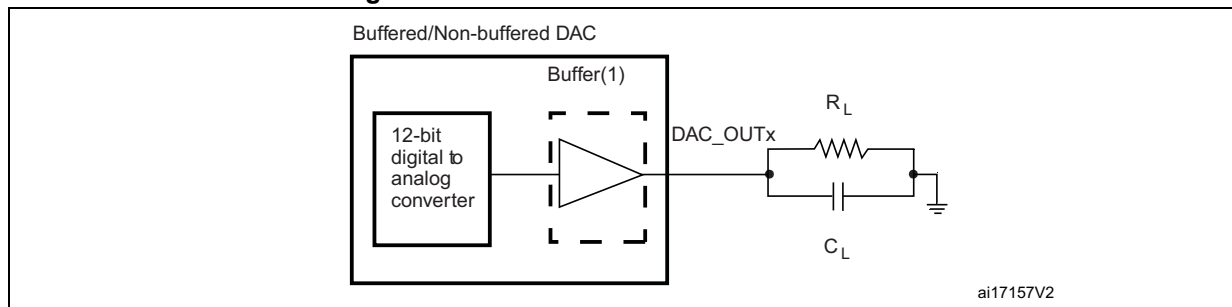 Buffered/Non-buffered DAC
Buffer(1)
12-bit
digital to
analog
converter
DAC_OUTx
R L
C L
ai17157V2